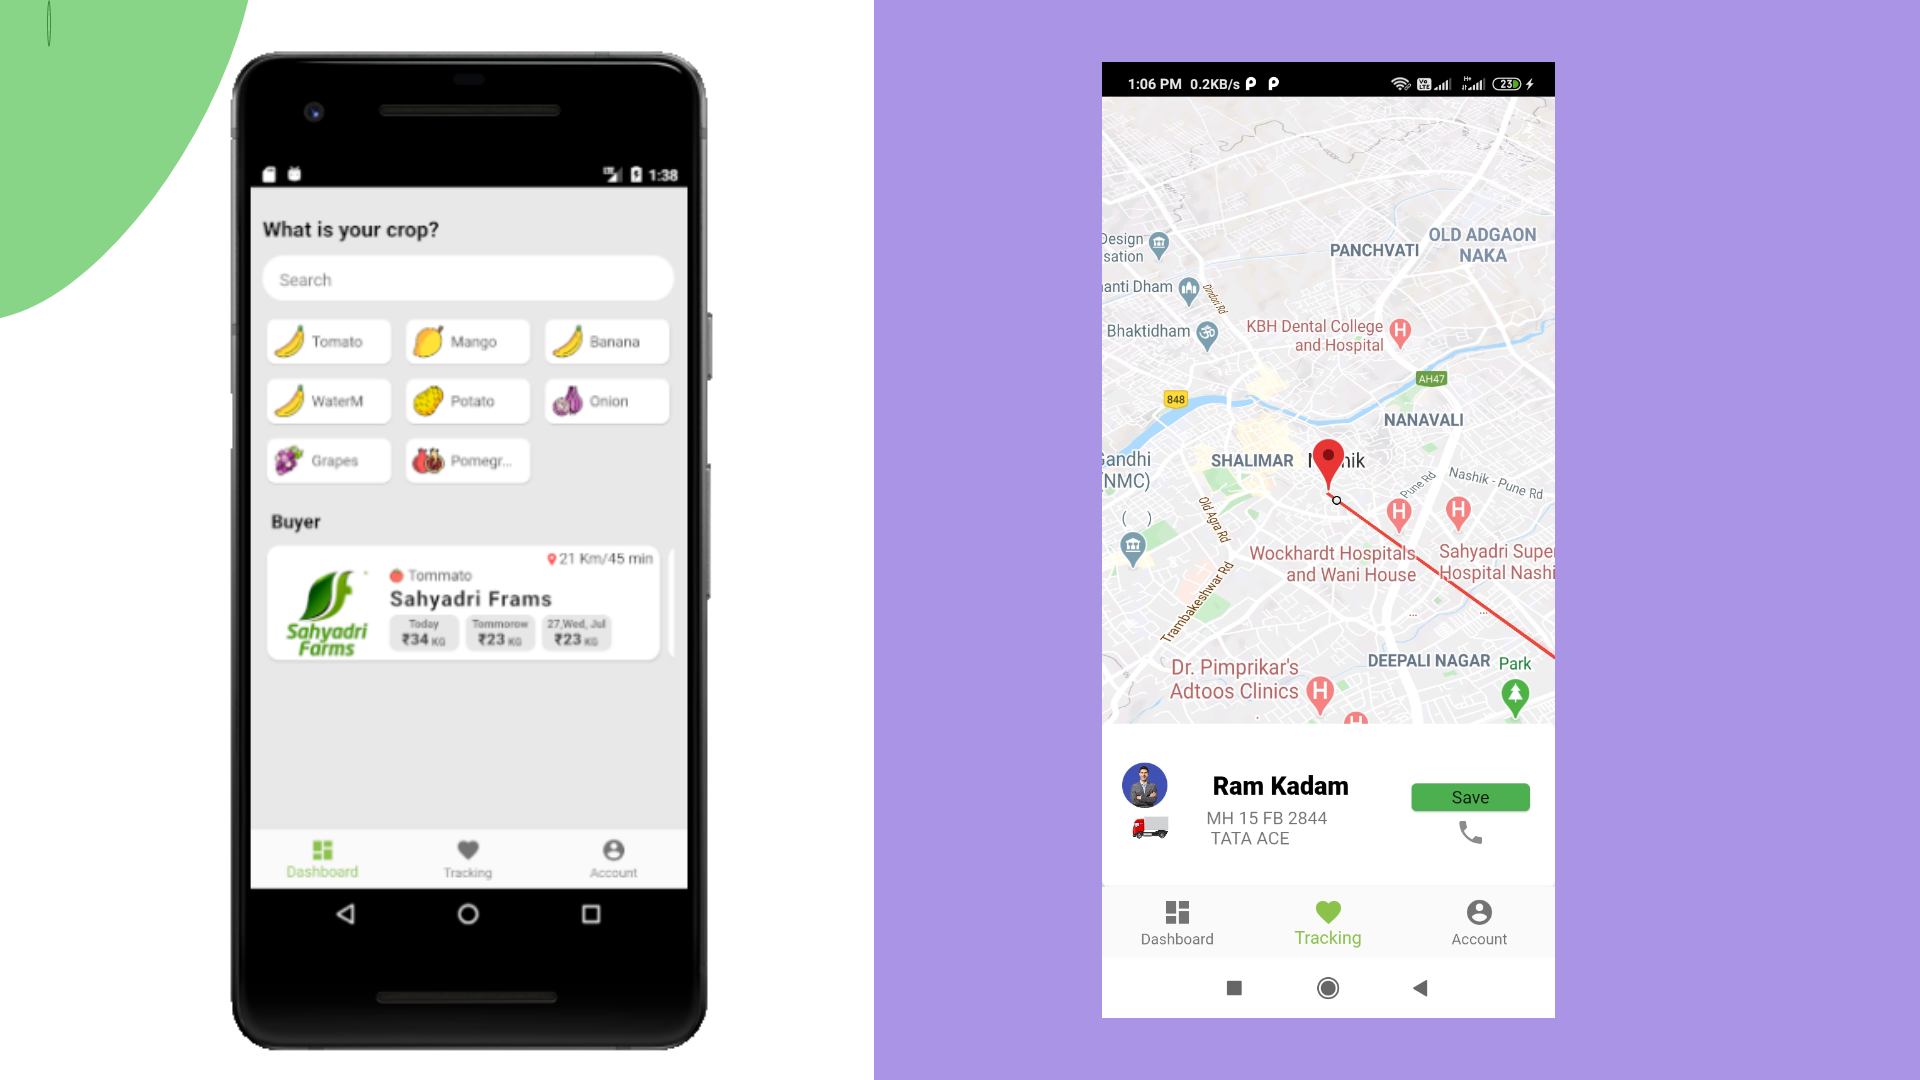 1:38
What is your crop?
Search
Tomato
Mango
Banana
WaterM
Potato
Onion
Grapes
Pomegr...
Buyer
21 Km/45 min
Tommato
Sahyadri Frams
Sahyadri
Farms
Today
₹34 KG
Tommorow
₹23 KG
27,Wed, Jul
₹23 KG
Dashboard
Tracking
Account
1:06 PM 0.2KB/s
Vo LTE
H+
23
Design
sation
PANCHVATI
OLD ADGAON
NAKA
anti Dham
Dindori Rd
Bhaktidham
KBH Dental College
and Hospital
AH47
848
NANAVALI
Gandhi
(NMC)
( )
SHALIMAR
N hik
Pune Rd
Nashik - Pune Rd
Old Agra Rd
Wockhardt Hospitals
and Wani House
Sahyadri Super
Hospital Nashi
Trambakeshwar Rd
Dr. Pimprikar's
Adtoos Clinics
DEEPALI NAGAR
Park
Ram Kadam
MH 15 FB 2844
TATA ACE
Save
Dashboard
Tracking
Account